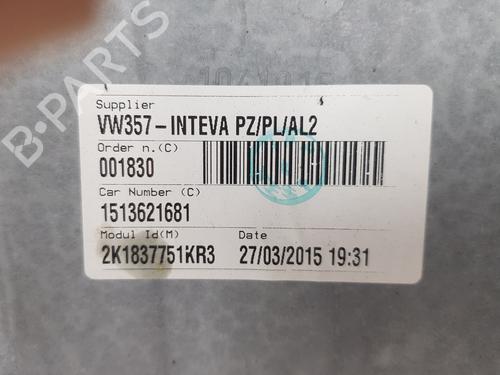 B-PARTS
Supplier
VW357-INTEVA PZ/PL/AL2
Order n.(C)
001830
Car Number (C)
1513621681
Modul Id(M)
2K1837751KR3
Date
27/03/2015 19:31